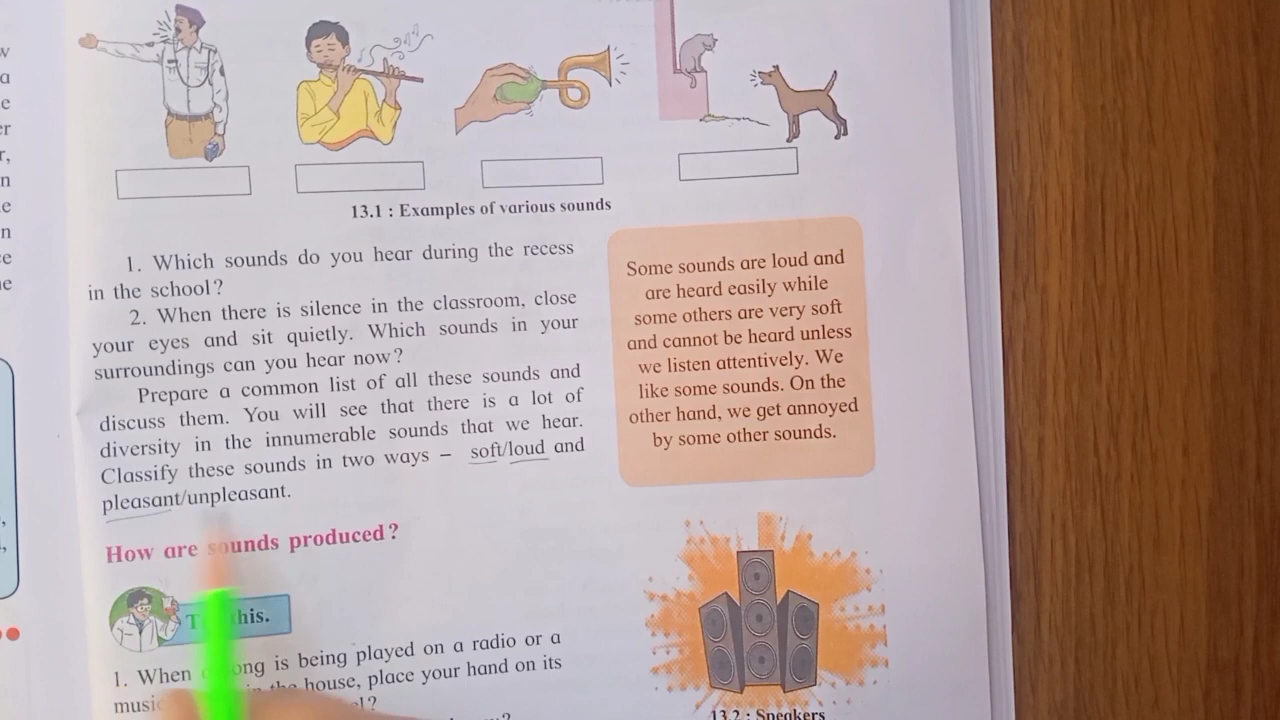 13.1 : Examples of various sounds
1. Which sounds do you hear during the recess
in the school?
2. When there is silence in the classroom, close
your eyes and sit quietly. Which sounds in your
surroundings can you hear now?
Prepare a common list of all these sounds and
discuss them. You will see that there is a lot of
diversity in the innumerable sounds that we hear.
Classify these sounds in two ways – soft/loud and
pleasant/unpleasant.
Some sounds are loud and
are heard easily while
some others are very soft
and cannot be heard unless
we listen attentively. We
like some sounds. On the
other hand, we get annoyed
by some other sounds.
How are sounds produced?
this.
1. When song is being played on a radio or a
the house, place your hand on its
13.2 : Speakers